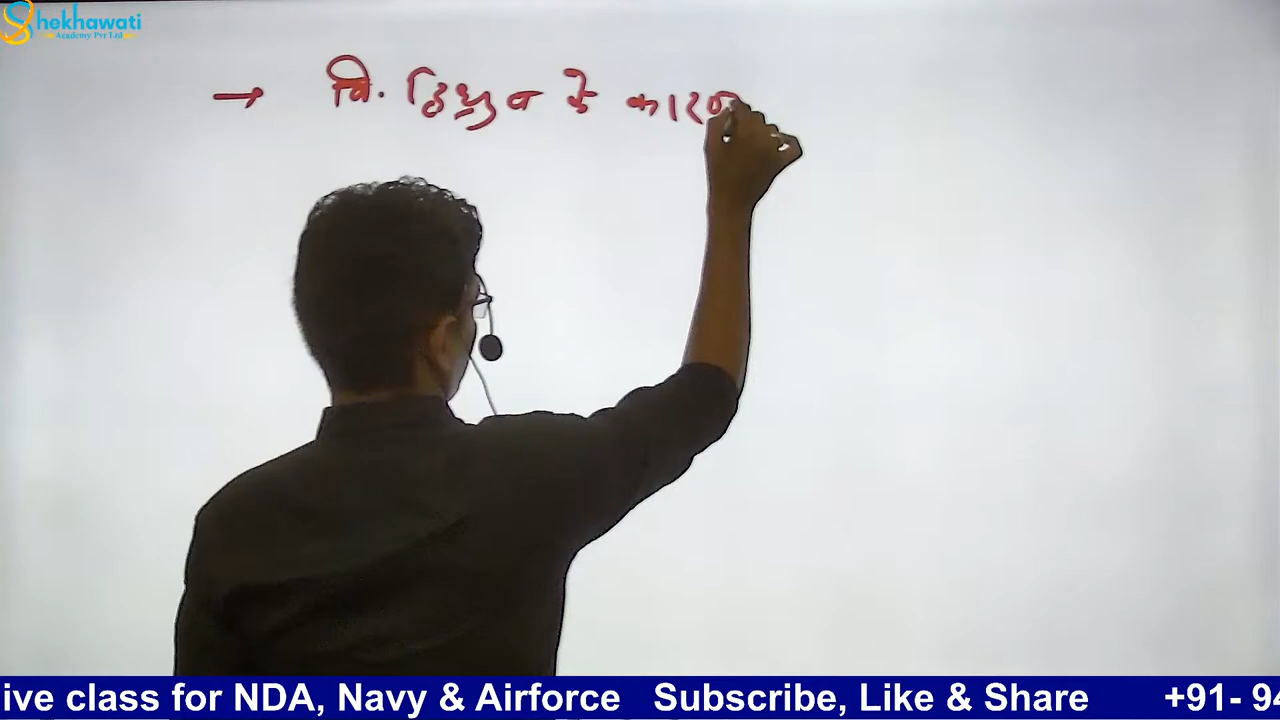 Shekhawati
Academy Pvt Ltd
→ वि. द्विध्रुव के कारण
ive class for NDA, Navy & Airforce Subscribe, Like & Share +91- 94